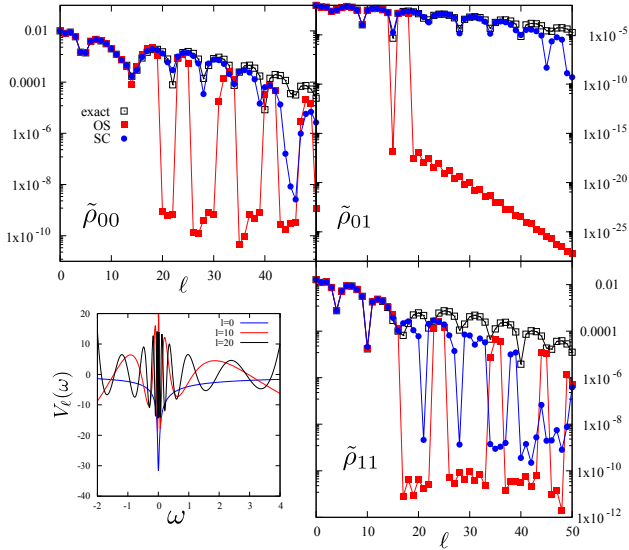 0.01
0.0001
1x10⁻⁶
1x10⁻⁸
1x10⁻¹⁰
exact
OS
SC
ρ̃₀₀
0 10 20 30 40
ℓ
1x10⁻⁵
1x10⁻¹⁰
1x10⁻¹⁵
1x10⁻²⁰
1x10⁻²⁵
ρ̃₀₁
20
10
0
-10
-20
-30
40
l=0
l=10
l=20
V_ℓ(ω)
-2 -1 0 1 2 3 4
ω
0.01
0.0001
1x10⁻⁶
1x10⁻⁸
1x10⁻¹⁰
1x10⁻¹²
ρ̃₁₁
0 10 20 30 40 50
ℓ